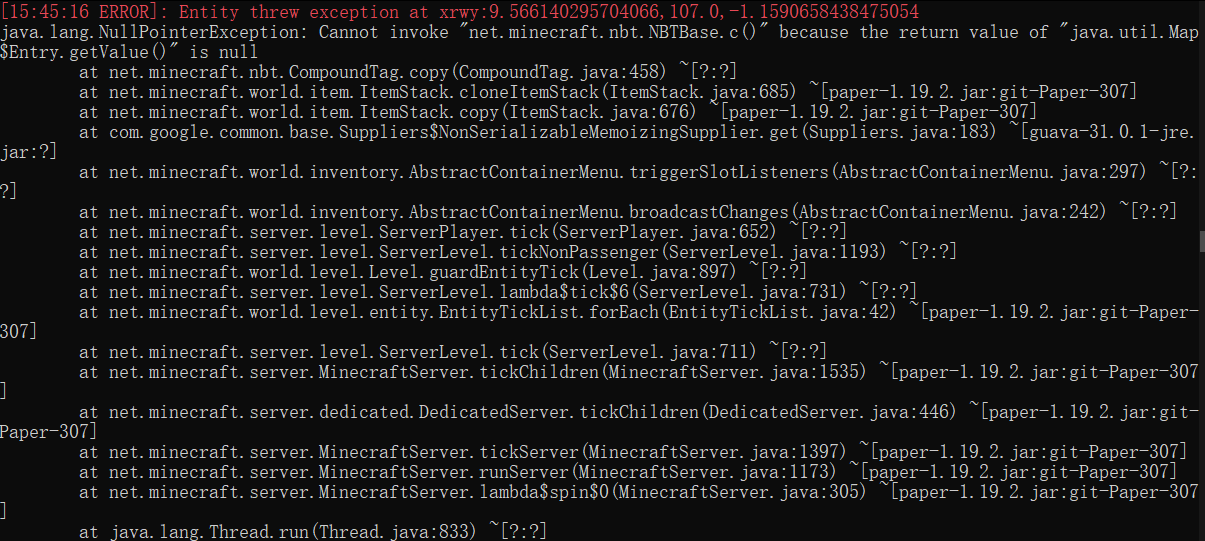 [15:45:16 ERROR]: Entity threw exception at xrwy:9.566140295704066,107.0,-1.1590658438475054
java.lang.NullPointerException: Cannot invoke "net.minecraft.nbt.NBTBase.c()" because the return value of "java.util.Map
$Entry.getValue()" is null
        at net.minecraft.nbt.CompoundTag.copy(CompoundTag.java:458) ~[?:?]
        at net.minecraft.world.item.ItemStack.cloneItemStack(ItemStack.java:685) ~[paper-1.19.2.jar:git-Paper-307]
        at net.minecraft.world.item.ItemStack.copy(ItemStack.java:676) ~[paper-1.19.2.jar:git-Paper-307]
        at com.google.common.base.Suppliers$NonSerializableMemoizingSupplier.get(Suppliers.java:183) ~[guava-31.0.1-jre.
jar:?]
        at net.minecraft.world.inventory.AbstractContainerMenu.triggerSlotListeners(AbstractContainerMenu.java:297) ~[?:
?]
        at net.minecraft.world.inventory.AbstractContainerMenu.broadcastChanges(AbstractContainerMenu.java:242) ~[?:?]
        at net.minecraft.server.level.ServerPlayer.tick(ServerPlayer.java:652) ~[?:?]
        at net.minecraft.server.level.ServerLevel.tickNonPassenger(ServerLevel.java:1193) ~[?:?]
        at net.minecraft.world.level.Level.guardEntityTick(Level.java:897) ~[?:?]
        at net.minecraft.server.level.ServerLevel.lambda$tick$6(ServerLevel.java:731) ~[?:?]
        at net.minecraft.world.level.entity.EntityTickList.forEach(EntityTickList.java:42) ~[paper-1.19.2.jar:git-Paper-
307]
        at net.minecraft.server.level.ServerLevel.tick(ServerLevel.java:711) ~[?:?]
        at net.minecraft.server.MinecraftServer.tickChildren(MinecraftServer.java:1535) ~[paper-1.19.2.jar:git-Paper-307
]
        at net.minecraft.server.dedicated.DedicatedServer.tickChildren(DedicatedServer.java:446) ~[paper-1.19.2.jar:git-
Paper-307]
        at net.minecraft.server.MinecraftServer.tickServer(MinecraftServer.java:1397) ~[paper-1.19.2.jar:git-Paper-307]
        at net.minecraft.server.MinecraftServer.runServer(MinecraftServer.java:1173) ~[paper-1.19.2.jar:git-Paper-307]
        at net.minecraft.server.MinecraftServer.lambda$spin$0(MinecraftServer.java:305) ~[paper-1.19.2.jar:git-Paper-307
]
        at java.lang.Thread.run(Thread.java:833) ~[?:?]